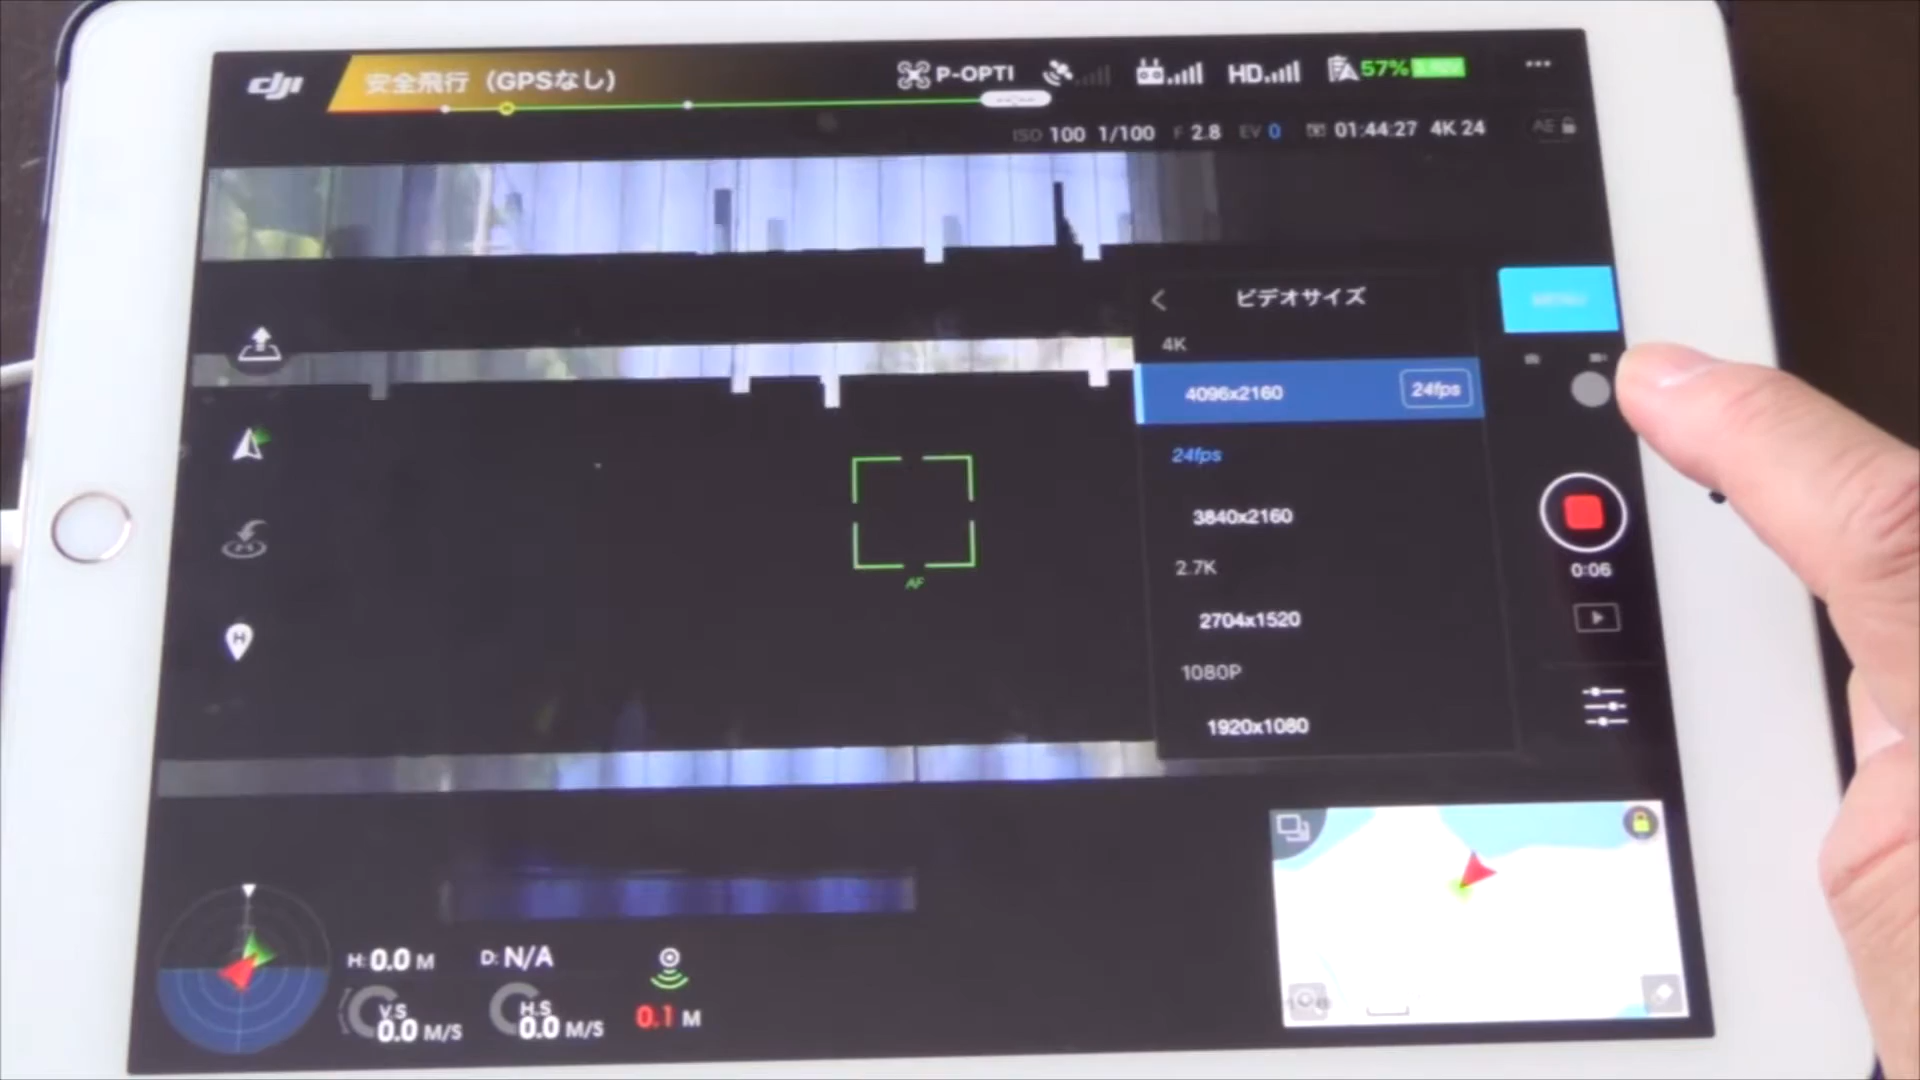 dji 安全飛行（GPSなし） P-OPTI HD 57%
ISO 100 1/100 F 2.8 EV 0 01:44:27 4K 24 AE
ビデオサイズ
4K
4096x2160 24fps
24fps
3840x2160
2.7K
2704x1520
1080P
1920x1080
AF
0:06
H
H: 0.0 M D: N/A
V.S 0.0 M/S H.S 0.0 M/S 0.1 M